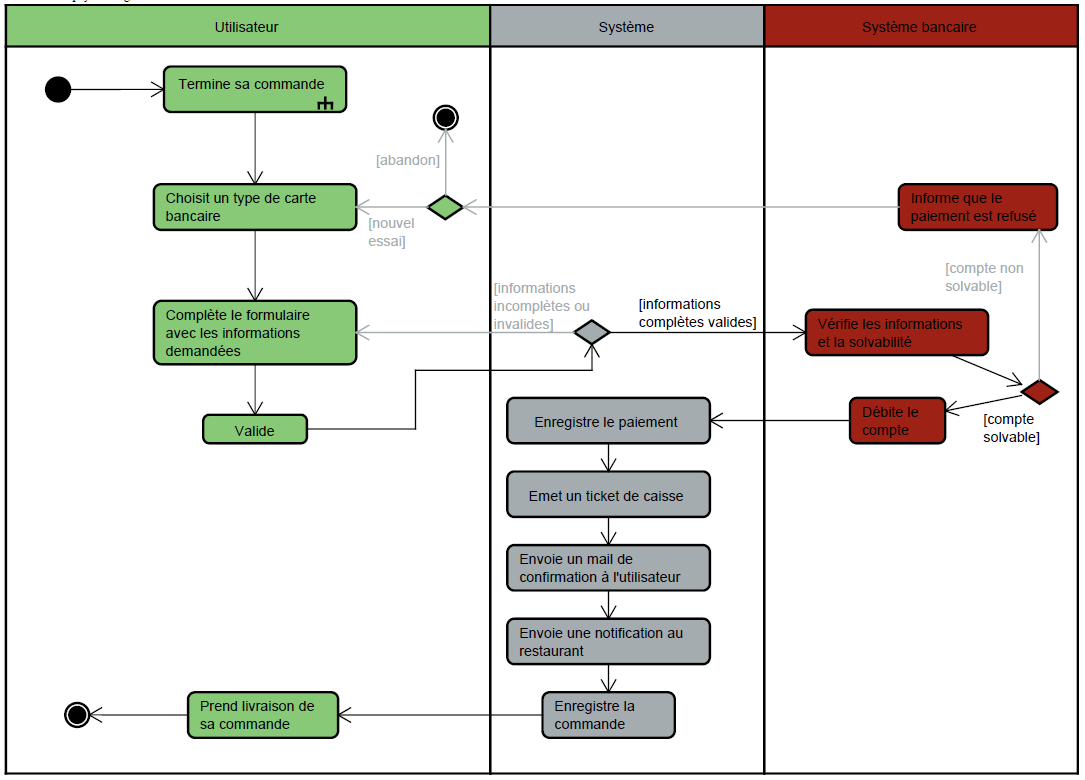 Utilisateur
Système
Système bancaire
Termine sa commande
[abandon]
Choisit un type de carte
bancaire
[nouvel
essai]
Informe que le
paiement est refusé
[compte non
solvable]
[informations
incomplètes ou
invalides]
[informations
complètes valides]
Complète le formulaire
avec les informations
demandées
Vérifie les informations
et la solvabilité
Valide
Débite le
compte
[compte
solvable]
Enregistre le paiement
Emet un ticket de caisse
Envoie un mail de
confirmation à l'utilisateur
Envoie une notification au
restaurant
Enregistre la
commande
Prend livraison de
sa commande